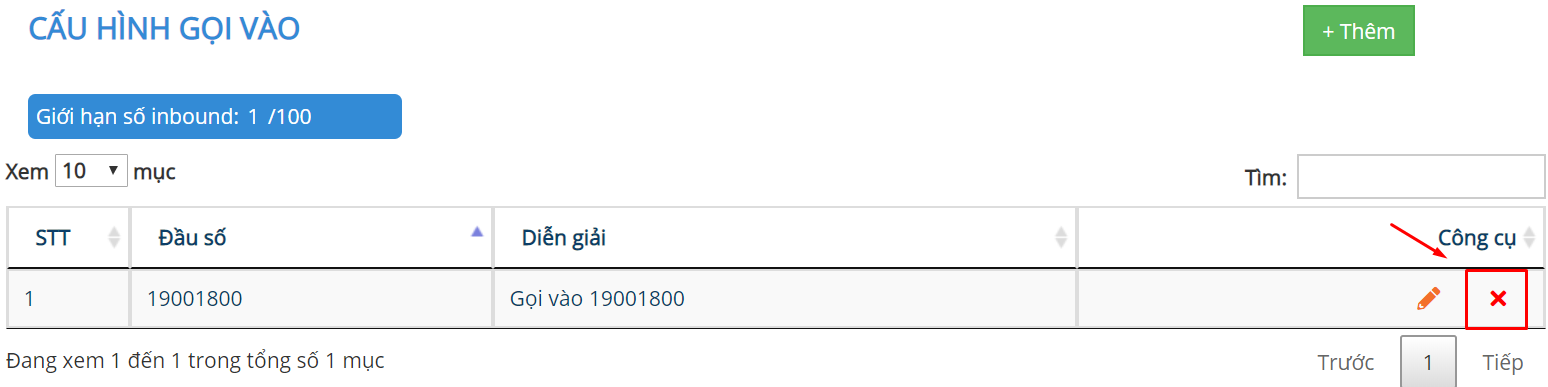 CẤU HÌNH GỌI VÀO
+ Thêm
Giới hạn số inbound: 1 /100
Xem 10 mục
Tìm:
STT Đầu số Diễn giải Công cụ
1 19001800 Gọi vào 19001800
Đang xem 1 đến 1 trong tổng số 1 mục
Trước 1 Tiếp